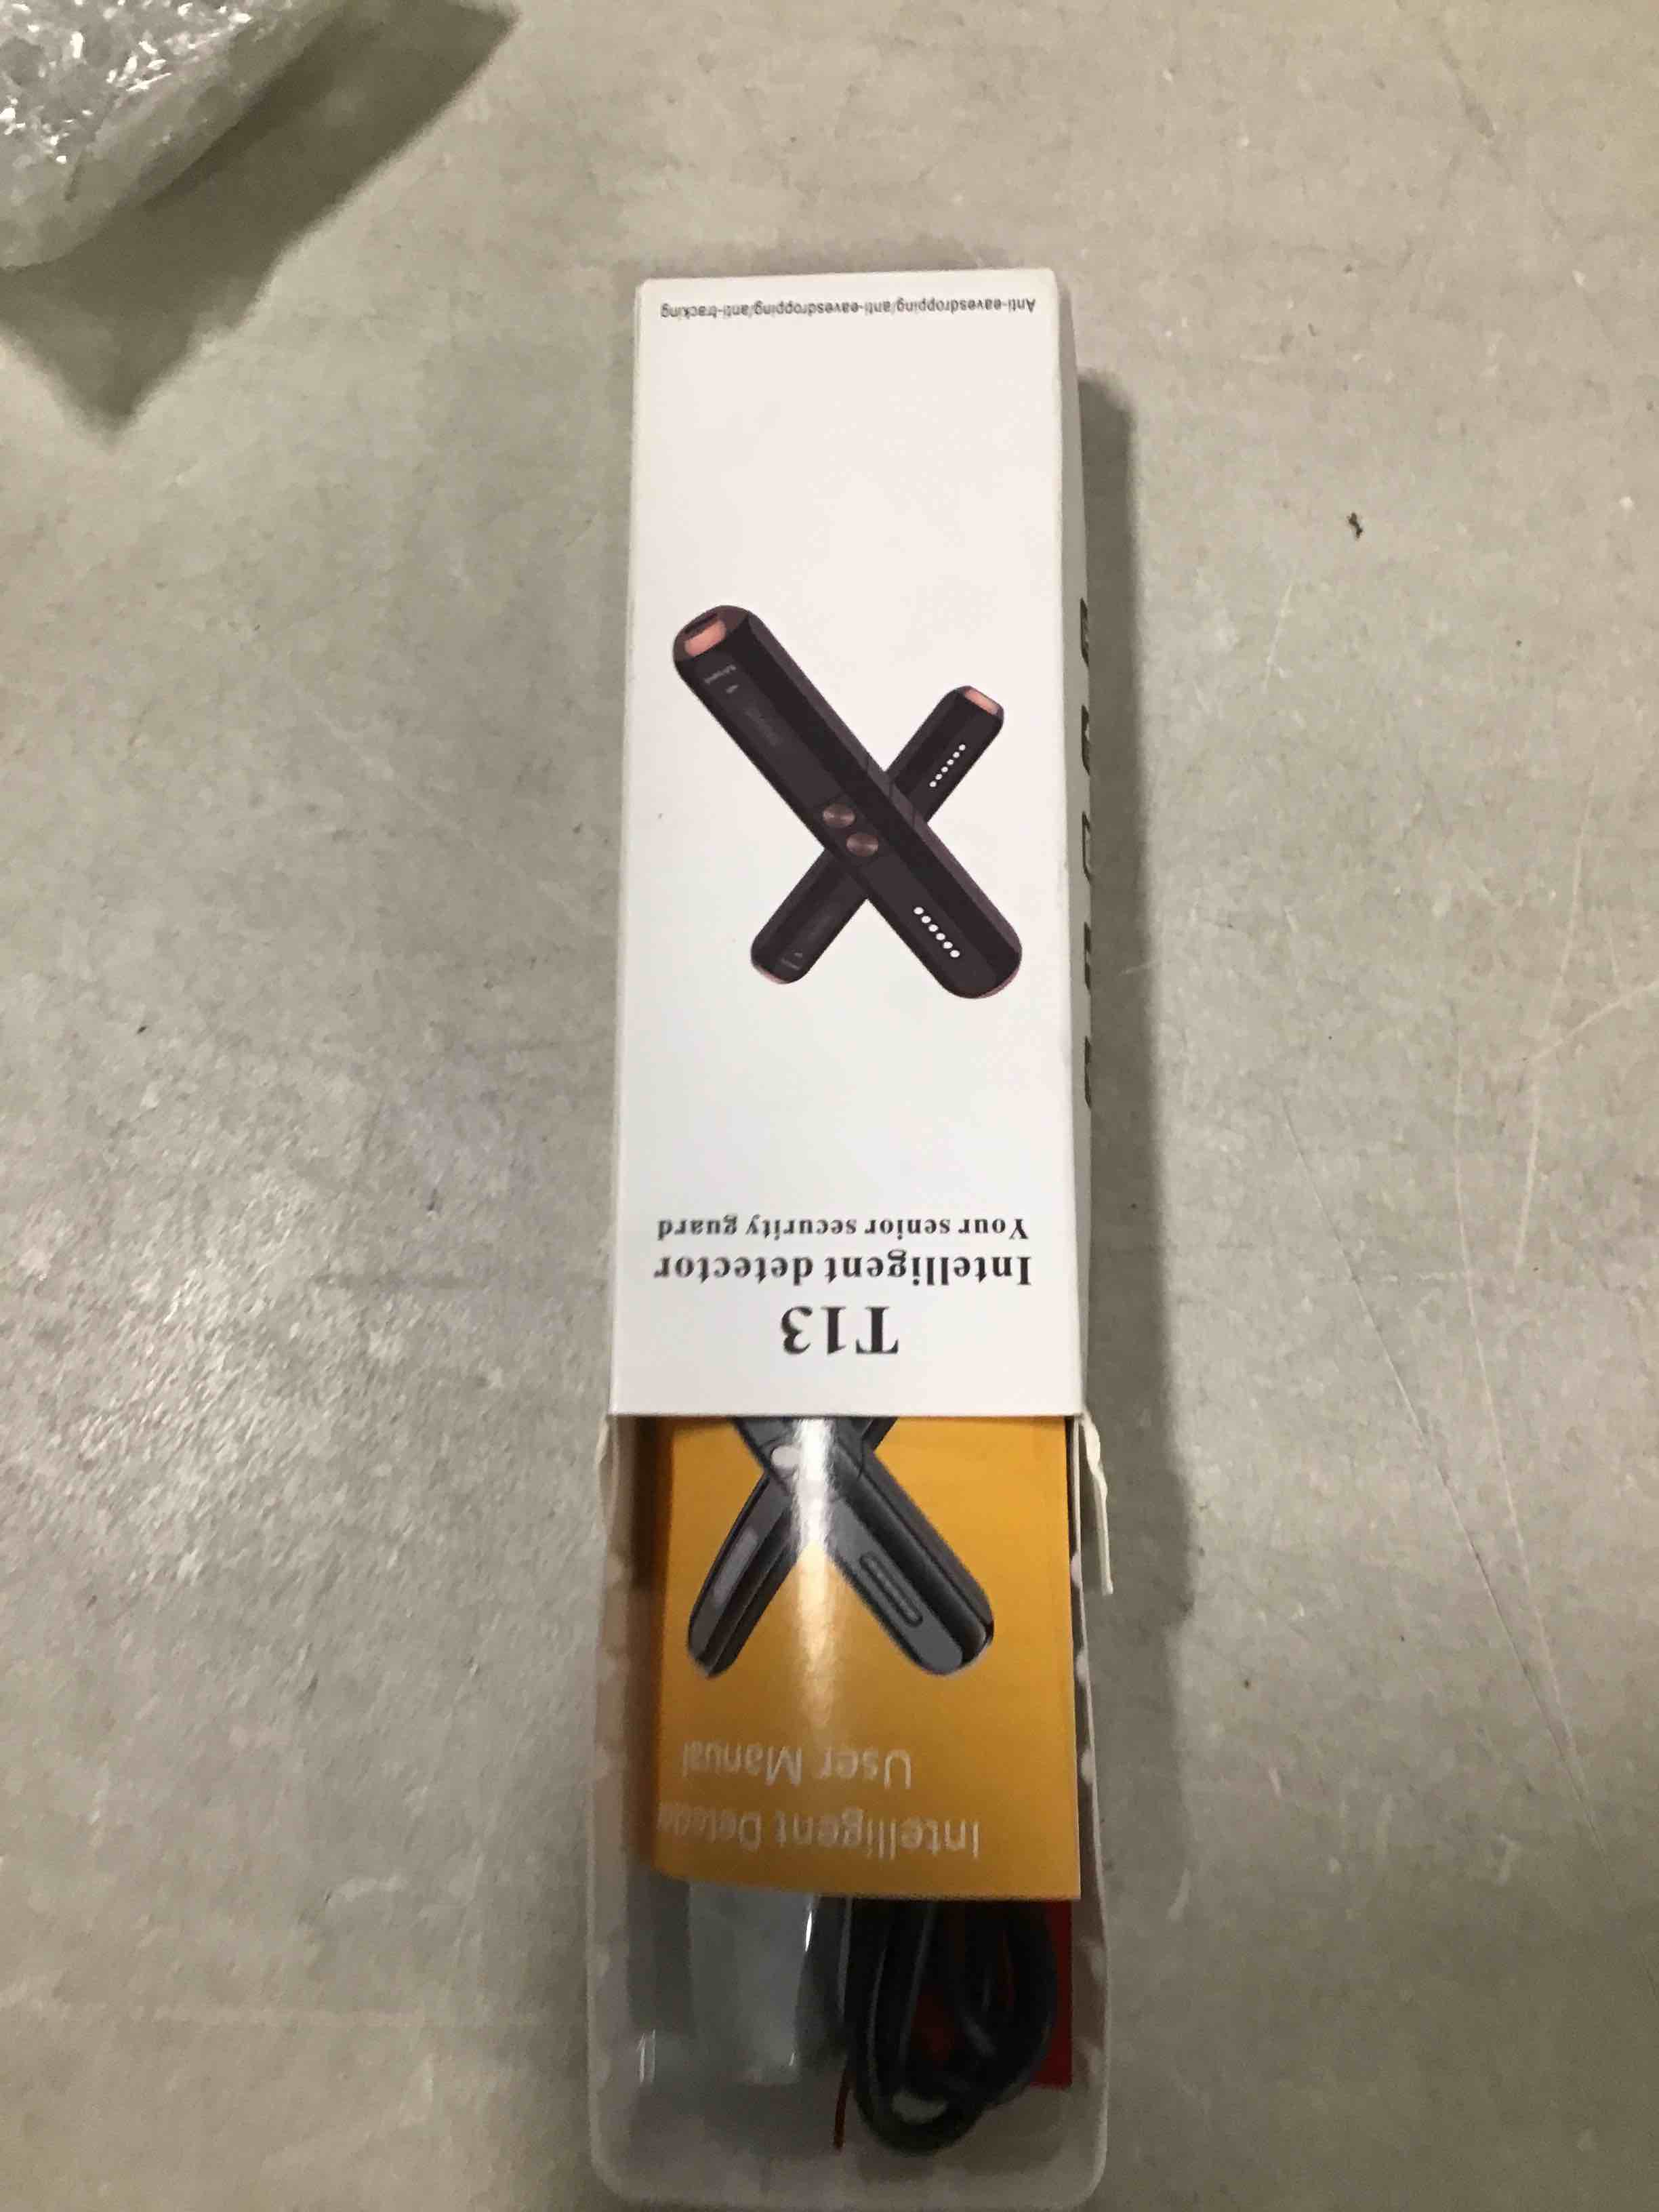 T13
Intelligent detector
Your senior security guard
Anti-eavesdropping/anti-eavesdropping/anti-tracking
Intelligent
User Manual